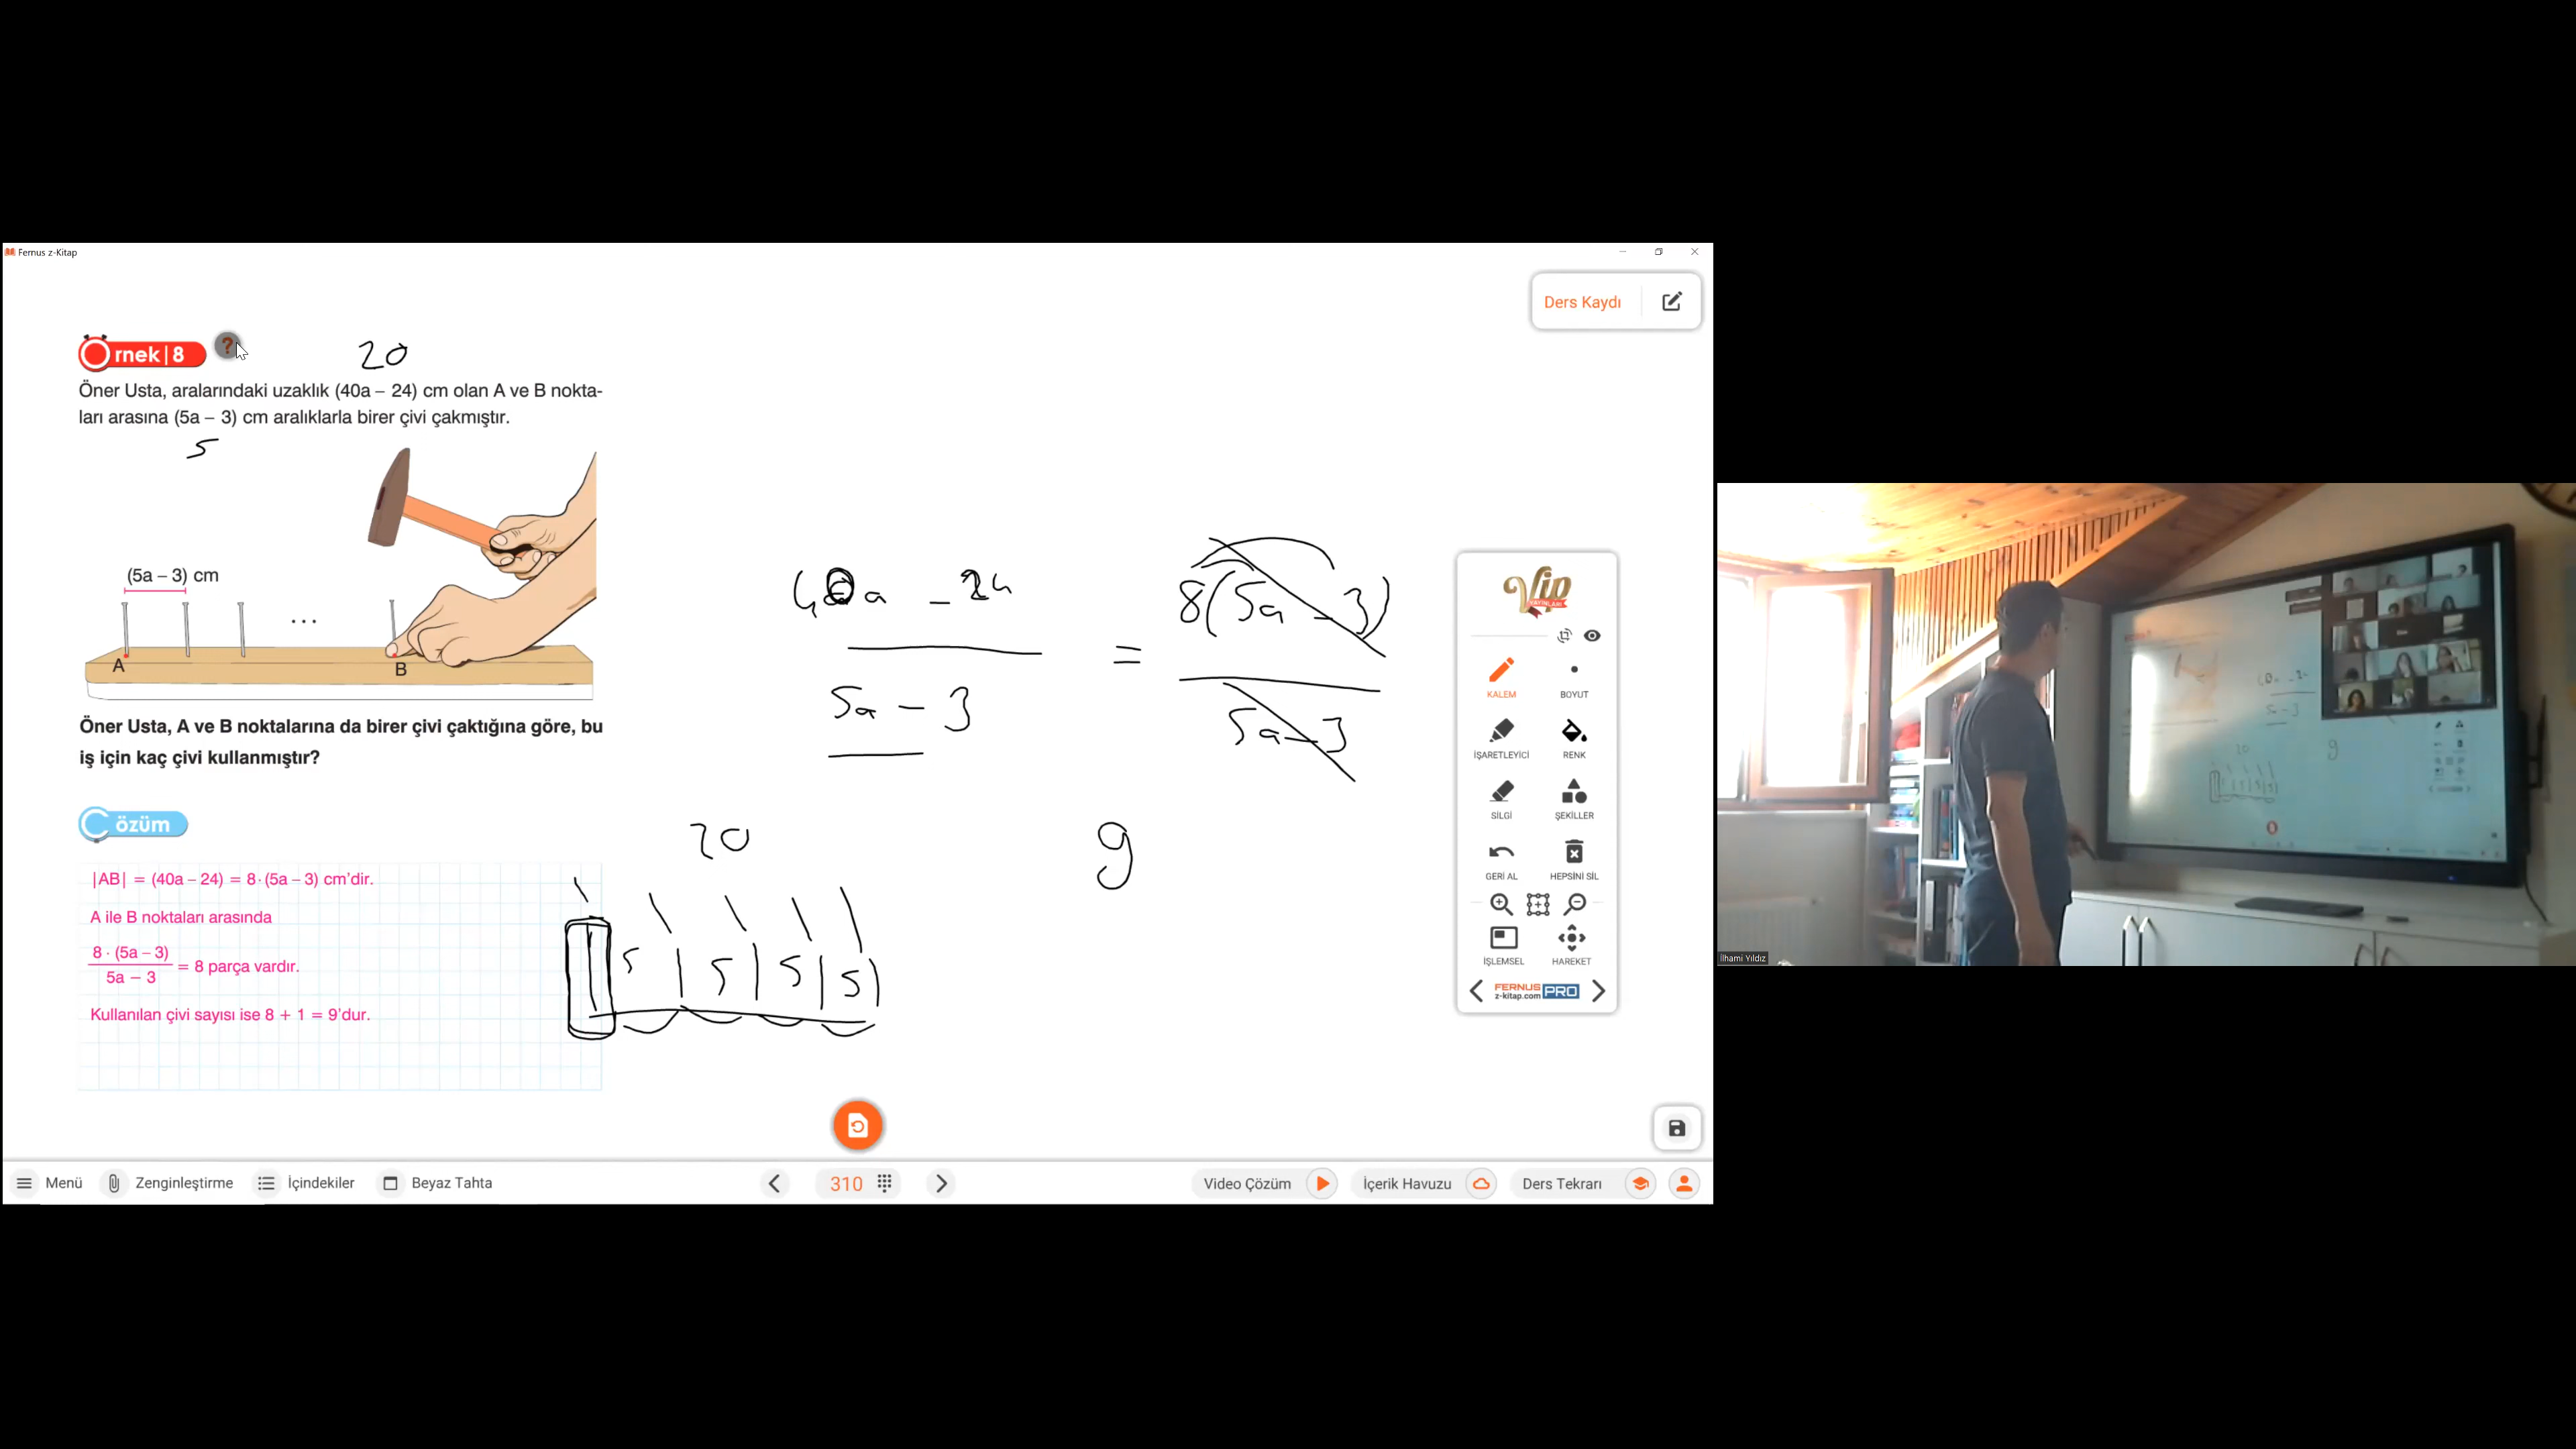 Fernus z-Kitap
Ders Kaydı
Örnek|8
?
20
Öner Usta, aralarındaki uzaklık (40a – 24) cm olan A ve B nokta-
ları arasına (5a – 3) cm aralıklarla birer çivi çakmıştır.
5
(5a – 3) cm
...
A
B
Öner Usta, A ve B noktalarına da birer çivi çaktığına göre, bu
iş için kaç çivi kullanmıştır?
Çözüm
|AB| = (40a – 24) = 8·(5a – 3) cm'dir.
A ile B noktaları arasında
8 · (5a – 3)
5a – 3
= 8 parça vardır.
Kullanılan çivi sayısı ise 8 + 1 = 9'dur.
40a - 24
5a - 3
=
8(5a - 3)
5a - 3
20
9
5 5 5 5
Vip
YAYINLARI
KALEM
BOYUT
İŞARETLEYİCİ
RENK
SİLGİ
ŞEKİLLER
GERİ AL
HEPSİNİ SİL
İŞLEMSEL
HAREKET
FERNUS
z-kitap.com PRO
Menü
Zenginleştirme
İçindekiler
Beyaz Tahta
310
Video Çözüm
İçerik Havuzu
Ders Tekrarı
İlhami Yıldız